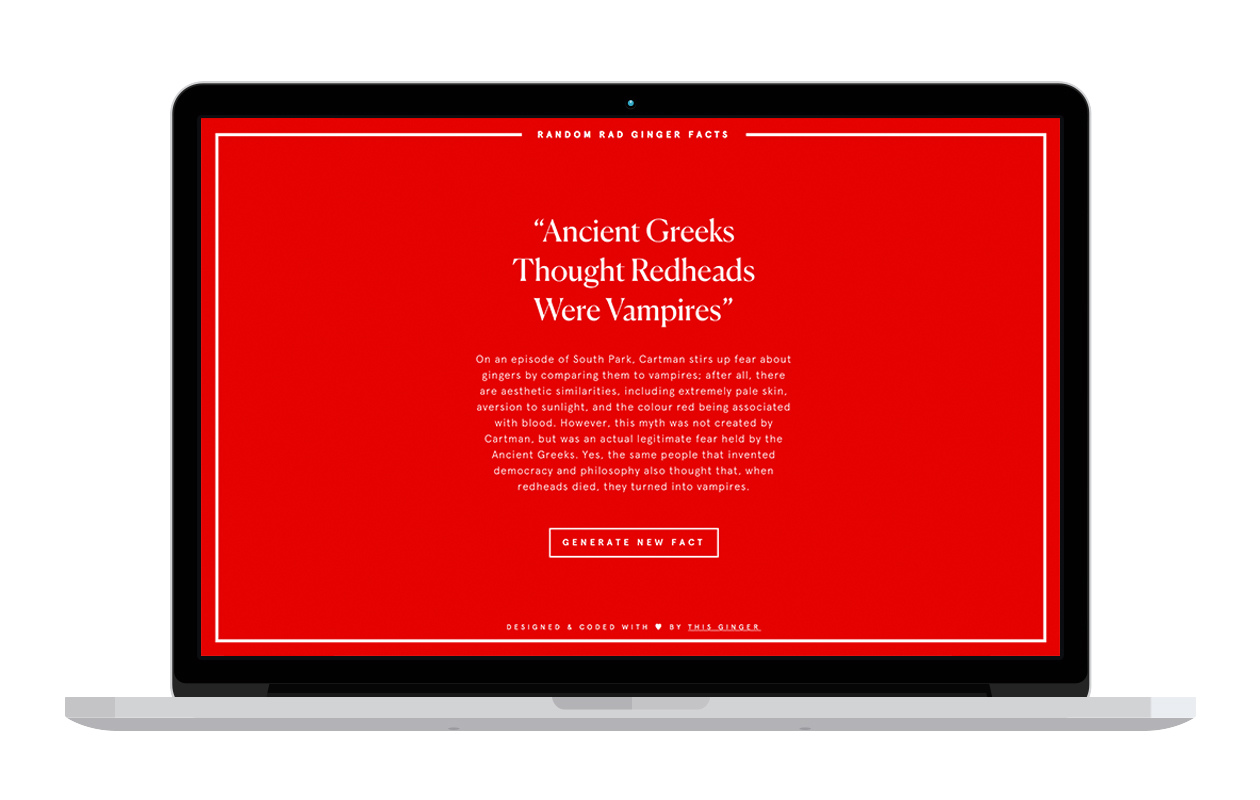 RANDOM RAD GINGER FACTS
“Ancient Greeks
Thought Redheads
Were Vampires”
On an episode of South Park, Cartman stirs up fear about
gingers by comparing them to vampires; after all, there
are aesthetic similarities, including extremely pale skin,
aversion to sunlight, and the colour red being associated
with blood. However, this myth was not created by
Cartman, but was an actual legitimate fear held by the
Ancient Greeks. Yes, the same people that invented
democracy and philosophy also thought that, when
redheads died, they turned into vampires.
GENERATE NEW FACT
DESIGNED & CODED WITH ♥ BY THIS GINGER